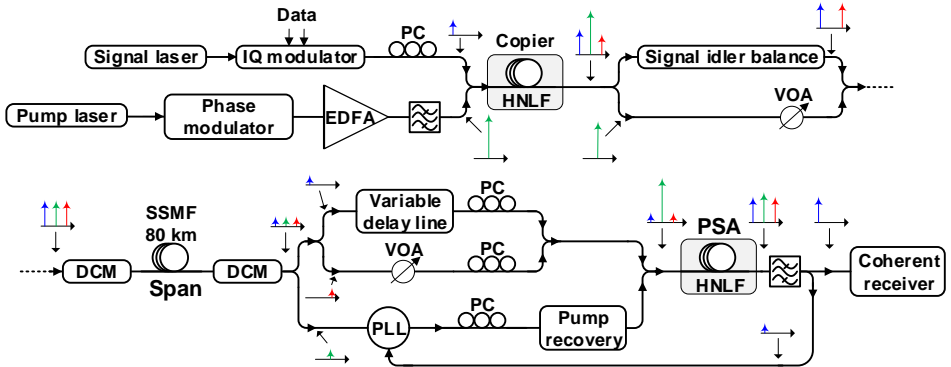 Data
PC
Copier
Signal laser
IQ modulator
HNLF
Signal idler balance
Pump laser
Phase
modulator
EDFA
VOA
SSMF
80 km
DCM
Span
DCM
Variable
delay line
PC
VOA
PC
PLL
PC
Pump
recovery
PSA
HNLF
Coherent
receiver